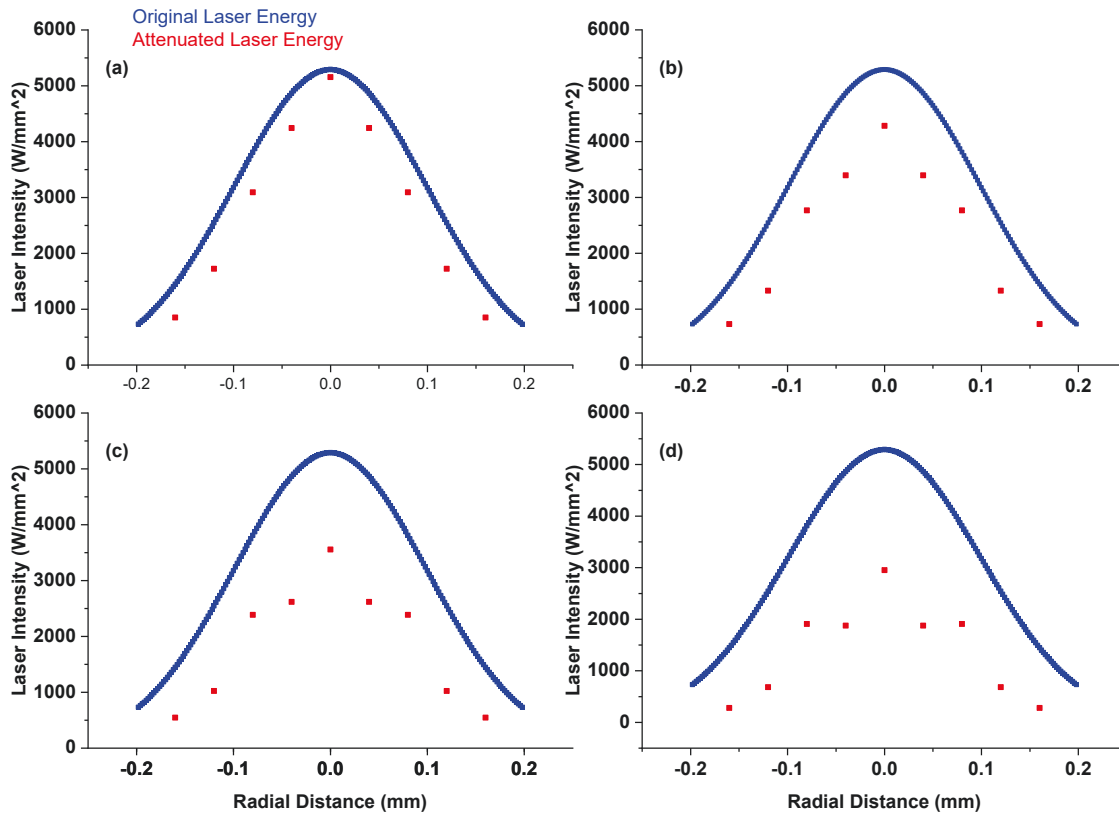 Original Laser Energy
Attenuated Laser Energy
(a)
Laser Intensity (W/mm^2)
6000
5000
4000
3000
2000
1000
0
-0.2 -0.1 0.0 0.1 0.2
(b)
Laser Intensity (W/mm^2)
6000
5000
4000
3000
2000
1000
0
-0.2 -0.1 0.0 0.1 0.2
(c)
Laser Intensity (W/mm^2)
6000
5000
4000
3000
2000
1000
0
-0.2 -0.1 0.0 0.1 0.2
Radial Distance (mm)
(d)
Laser Intensity (W/mm^2)
6000
5000
4000
3000
2000
1000
0
-0.2 -0.1 0.0 0.1 0.2
Radial Distance (mm)